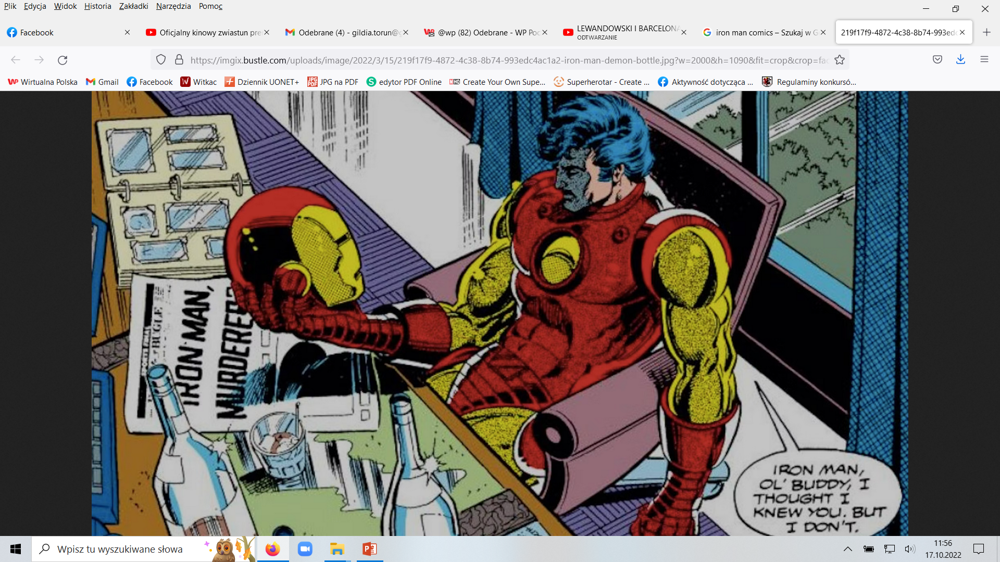 Plik Edycja Widok Historia Zakładki Narzędzia Pomoc
Facebook
Oficjalny kinowy zwiastun pre
Odebrane (4) - gildia.torun@g
@wp (82) Odebrane - WP Poc
LEWANDOWSKI I BARCELONA
ODTWARZANIE
iron man comics – Szukaj w G
219f17f9-4872-4c38-8b74-993edc
https://imgix.bustle.com/uploads/image/2022/3/15/219f17f9-4872-4c38-8b74-993edc4ac1a2-iron-man-demon-bottle.jpg?w=2000&h=1090&fit=crop&crop=fac
Wirtualna Polska
Gmail
Facebook
Witkac
Dziennik UONET+
JPG na PDF
edytor PDF Online
Create Your Own Supe...
Superherotar - Create ...
Aktywność dotycząca ...
Regulaminy konkursó...
BUGLE
IRON MAN,
MURDERER?
IRON MAN,
OL' BUDDY, I
THOUGHT I
KNEW YOU. BUT
I DON'T.
Wpisz tu wyszukiwane słowa
11:56
17.10.2022